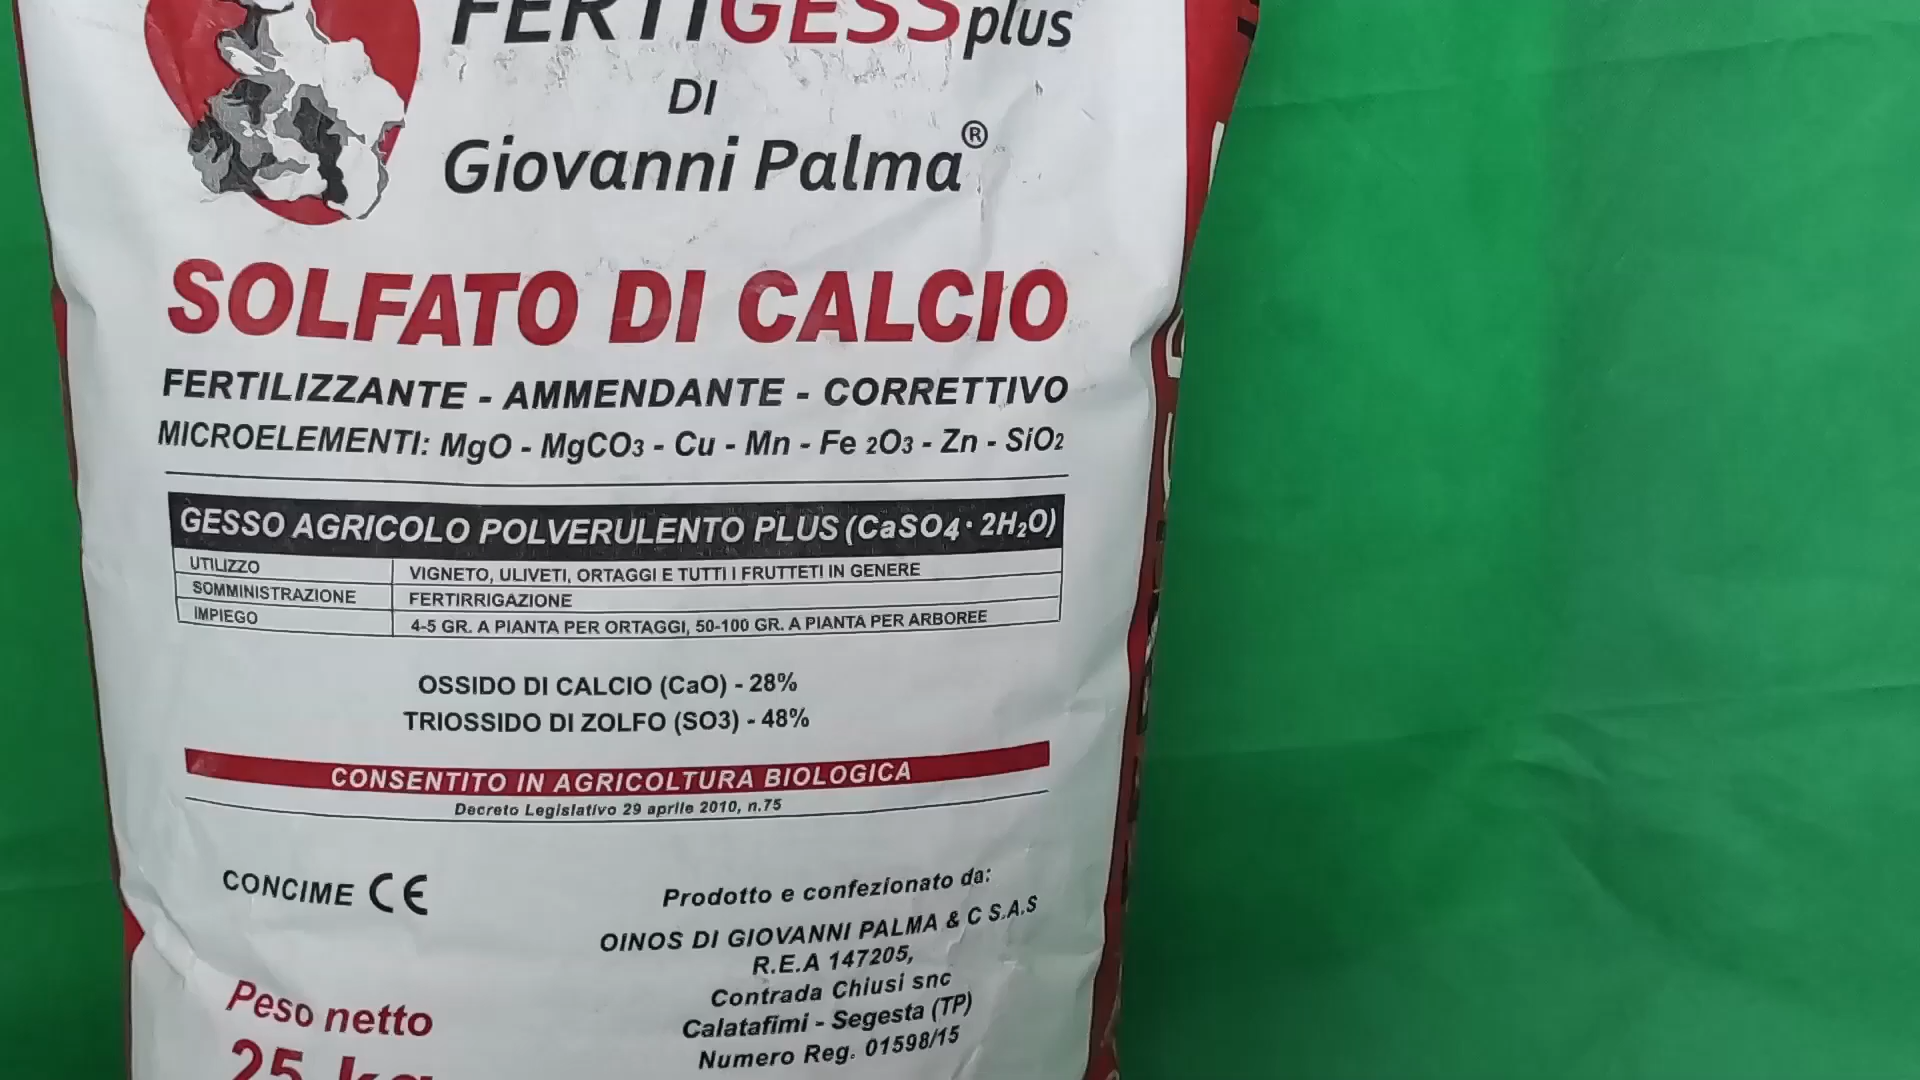 FERTIGESSplus
DI
Giovanni Palma®
SOLFATO DI CALCIO
FERTILIZZANTE - AMMENDANTE - CORRETTIVO
MICROELEMENTI: MgO - MgCO3 - Cu - Mn - Fe 2O3 - Zn - SiO2
GESSO AGRICOLO POLVERULENTO PLUS (CaSO4 · 2H2O)
UTILIZZO VIGNETO, ULIVETI, ORTAGGI E TUTTI I FRUTTETI IN GENERE
SOMMINISTRAZIONE FERTIRRIGAZIONE
IMPIEGO 4-5 GR. A PIANTA PER ORTAGGI, 50-100 GR. A PIANTA PER ARBOREE
OSSIDO DI CALCIO (CaO) - 28%
TRIOSSIDO DI ZOLFO (SO3) - 48%
CONSENTITO IN AGRICOLTURA BIOLOGICA
Decreto Legislativo 29 aprile 2010, n.75
CONCIME CE
Peso netto
25 kg
Prodotto e confezionato da:
OINOS DI GIOVANNI PALMA & C S.A.S
R.E.A 147205,
Contrada Chiusi snc
Calatafimi - Segesta (TP)
Numero Reg. 01598/15